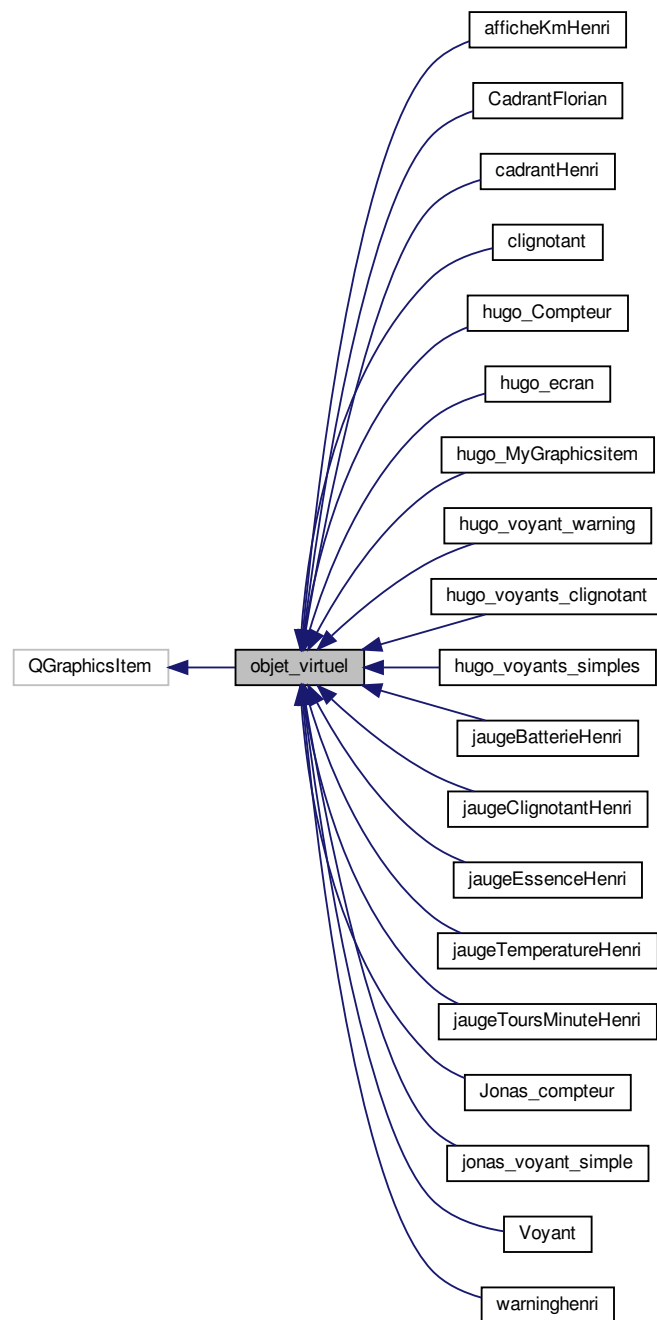 afficheKmHenri
CadrantFlorian
cadrantHenri
clignotant
hugo_Compteur
hugo_ecran
hugo_MyGraphicsitem
hugo_voyant_warning
hugo_voyants_clignotant
QGraphicsItem
objet_virtuel
hugo_voyants_simples
jaugeBatterieHenri
jaugeClignotantHenri
jaugeEssenceHenri
jaugeTemperatureHenri
jaugeToursMinuteHenri
Jonas_compteur
jonas_voyant_simple
Voyant
warninghenri